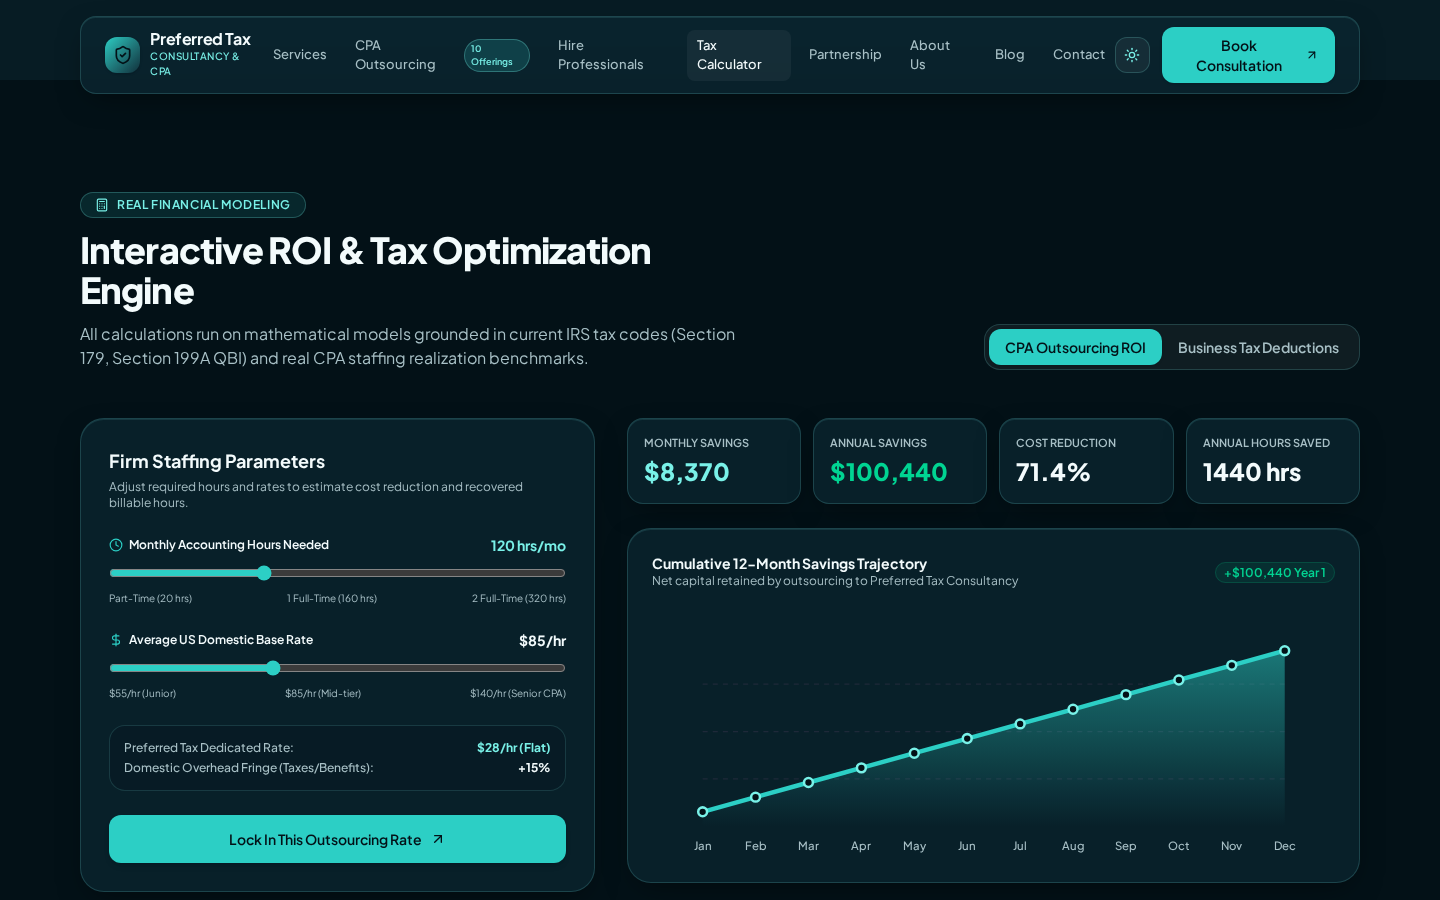 Preferred Tax
CONSULTANCY &
CPA
Services
CPA
Outsourcing
10
Offerings
Hire
Professionals
Tax
Calculator
Partnership
About
Us
Blog
Contact
Book
Consultation
REAL FINANCIAL MODELING
Interactive ROI & Tax Optimization
Engine
All calculations run on mathematical models grounded in current IRS tax codes (Section
179, Section 199A QBI) and real CPA staffing realization benchmarks.
CPA Outsourcing ROI
Business Tax Deductions
Firm Staffing Parameters
Adjust required hours and rates to estimate cost reduction and recovered
billable hours.
Monthly Accounting Hours Needed
120 hrs/mo
Part-Time (20 hrs)
1 Full-Time (160 hrs)
2 Full-Time (320 hrs)
Average US Domestic Base Rate
$85/hr
$55/hr (Junior)
$85/hr (Mid-tier)
$140/hr (Senior CPA)
Preferred Tax Dedicated Rate:
$28/hr (Flat)
Domestic Overhead Fringe (Taxes/Benefits):
+15%
Lock In This Outsourcing Rate
MONTHLY SAVINGS
$8,370
ANNUAL SAVINGS
$100,440
COST REDUCTION
71.4%
ANNUAL HOURS SAVED
1440 hrs
Cumulative 12-Month Savings Trajectory
Net capital retained by outsourcing to Preferred Tax Consultancy
+$100,440 Year 1
Jan Feb Mar Apr May Jun Jul Aug Sep Oct Nov Dec